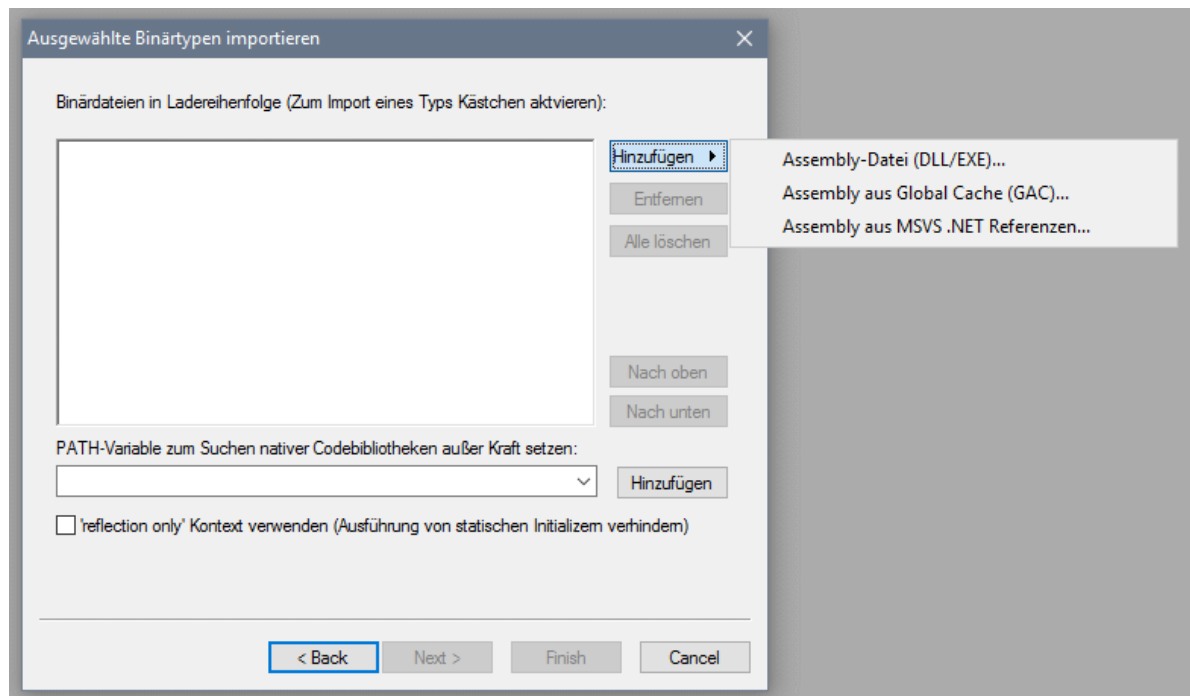 Ausgewählte Binärtypen importieren
Binärdateien in Ladereihenfolge (Zum Import eines Typs Kästchen aktvieren):
Hinzufügen
Entfernen
Alle löschen
Assembly-Datei (DLL/EXE)...
Assembly aus Global Cache (GAC)...
Assembly aus MSVS .NET Referenzen...
Nach oben
Nach unten
PATH-Variable zum Suchen nativer Codebibliotheken außer Kraft setzen:
Hinzufügen
'reflection only' Kontext verwenden (Ausführung von statischen Initializern verhindern)
< Back
Next >
Finish
Cancel